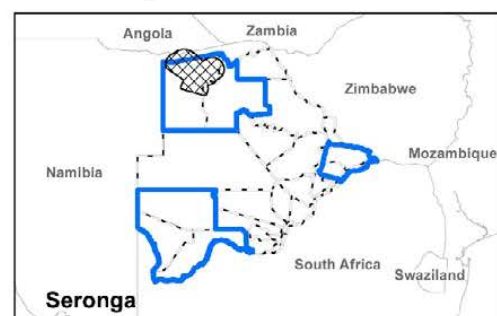 Angola
Zambia
Zimbabwe
Mozambique
Namibia
South Africa
Swaziland
Seronga